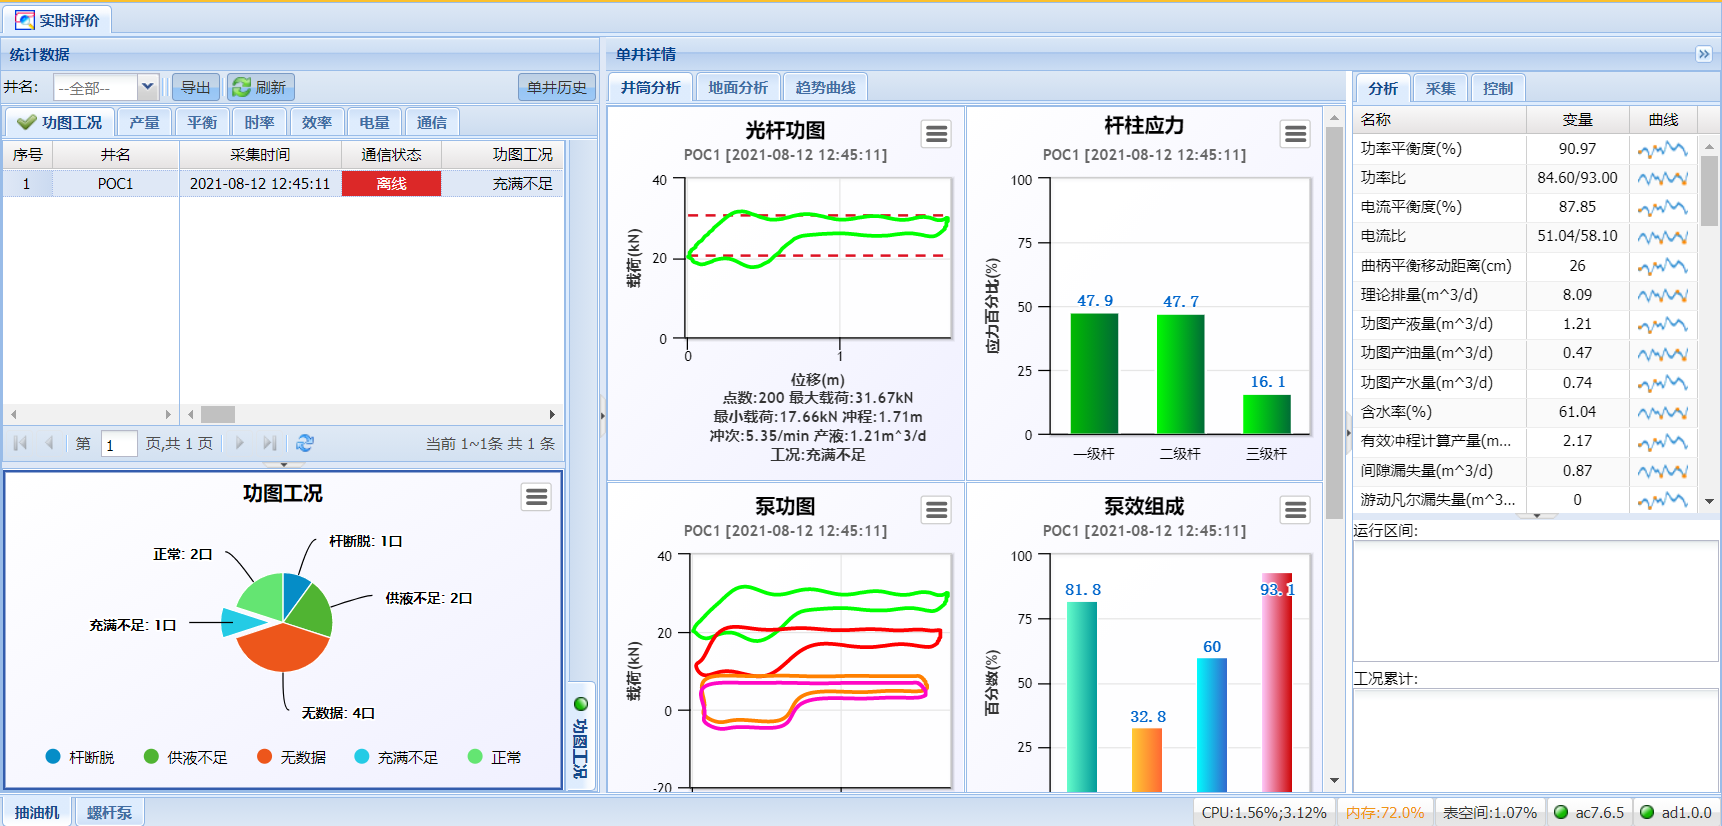 实时评价
统计数据
井名: --全部-- 导出 刷新 单井历史
功图工况 产量 平衡 时率 效率 电量 通信
序号 井名 采集时间 通信状态 功图工况
1 POC1 2021-08-12 12:45:11 离线 充满不足
第 1 页,共 1 页 当前 1~1条 共 1 条
功图工况
正常: 2口
杆断脱: 1口
供液不足: 2口
充满不足: 1口
无数据: 4口
杆断脱 供液不足 无数据 充满不足 正常
功图工况
单井详情
井筒分析 地面分析 趋势曲线
光杆功图
POC1 [2021-08-12 12:45:11]
载荷(kN)
40
20
0
0 1
位移(m)
点数:200 最大载荷:31.67kN
最小载荷:17.66kN 冲程:1.71m
冲次:5.35/min 产液:1.21m^3/d
工况:充满不足
杆柱应力
POC1 [2021-08-12 12:45:11]
应力百分比(%)
100
75
50
25
0
47.9 47.7 16.1
一级杆 二级杆 三级杆
泵功图
POC1 [2021-08-12 12:45:11]
载荷(kN)
40
20
0
-20
泵效组成
POC1 [2021-08-12 12:45:11]
百分数(%)
100
75
50
25
81.8 32.8 60 93.1
分析 采集 控制
名称 变量 曲线
功率平衡度(%) 90.97
功率比 84.60/93.00
电流平衡度(%) 87.85
电流比 51.04/58.10
曲柄平衡移动距离(cm) 26
理论排量(m^3/d) 8.09
功图产液量(m^3/d) 1.21
功图产油量(m^3/d) 0.47
功图产水量(m^3/d) 0.74
含水率(%) 61.04
有效冲程计算产量(m... 2.17
间隙漏失量(m^3/d) 0.87
游动凡尔漏失量(m^3... 0
运行区间:
工况累计:
抽油机 螺杆泵
CPU:1.56%;3.12% 内存:72.0% 表空间:1.07% ac7.6.5 ad1.0.0